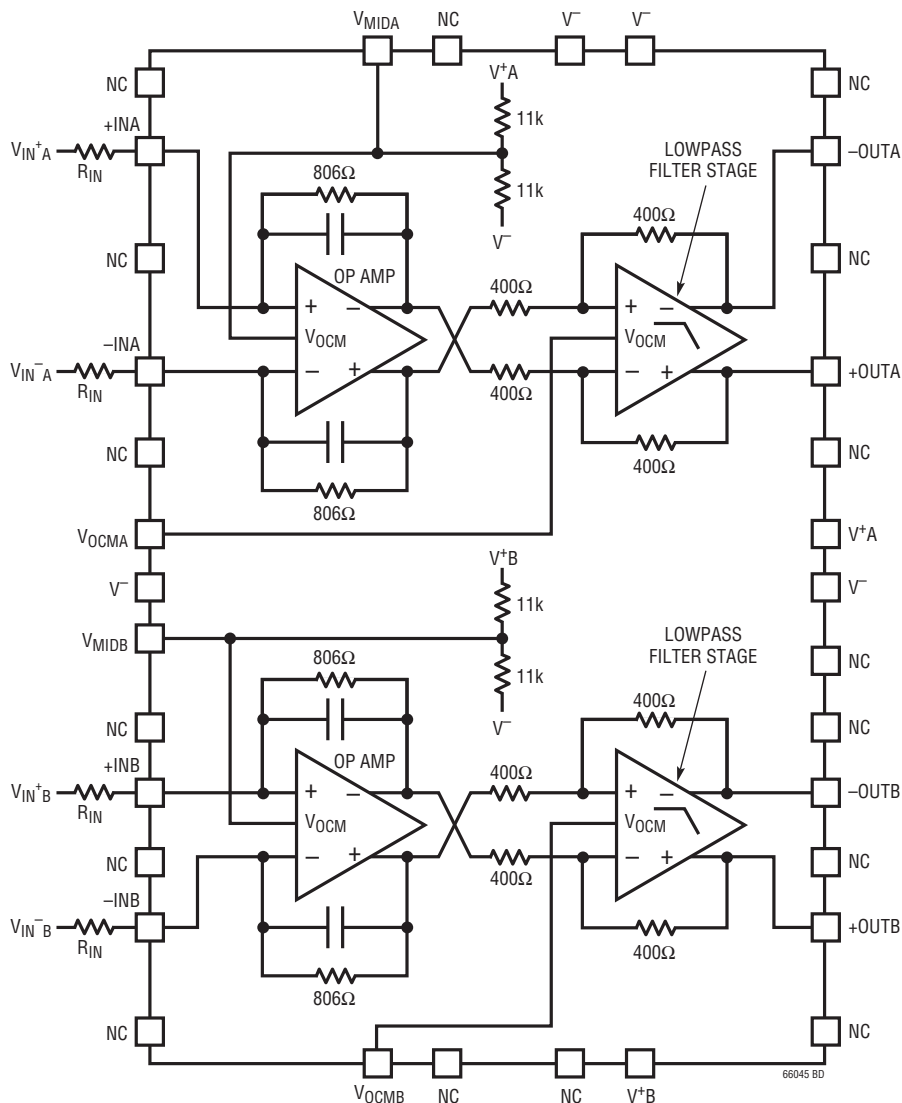 VMIDA NC V– V–
NC
V+A
NC
+INA
11k
LOWPASS
FILTER STAGE
–OUTA
VIN+A
RIN
806Ω
11k
V–
400Ω
NC
NC
OP AMP
400Ω
+ –
+ –
VOCM
VOCM
–INA
VIN–A
– +
– +
+OUTA
RIN
400Ω
NC
400Ω
NC
806Ω
VOCMA
V+A
V+B
V–
11k
V–
VMIDB
LOWPASS
FILTER STAGE
806Ω
11k
NC
NC
V–
400Ω
NC
OP AMP
+INB
400Ω
VIN+B
+ –
+ –
–OUTB
RIN
VOCM
VOCM
NC
– +
– +
NC
400Ω
–INB
VIN–B
400Ω
+OUTB
RIN
806Ω
NC
NC
66045 BD
VOCMB NC NC V+B